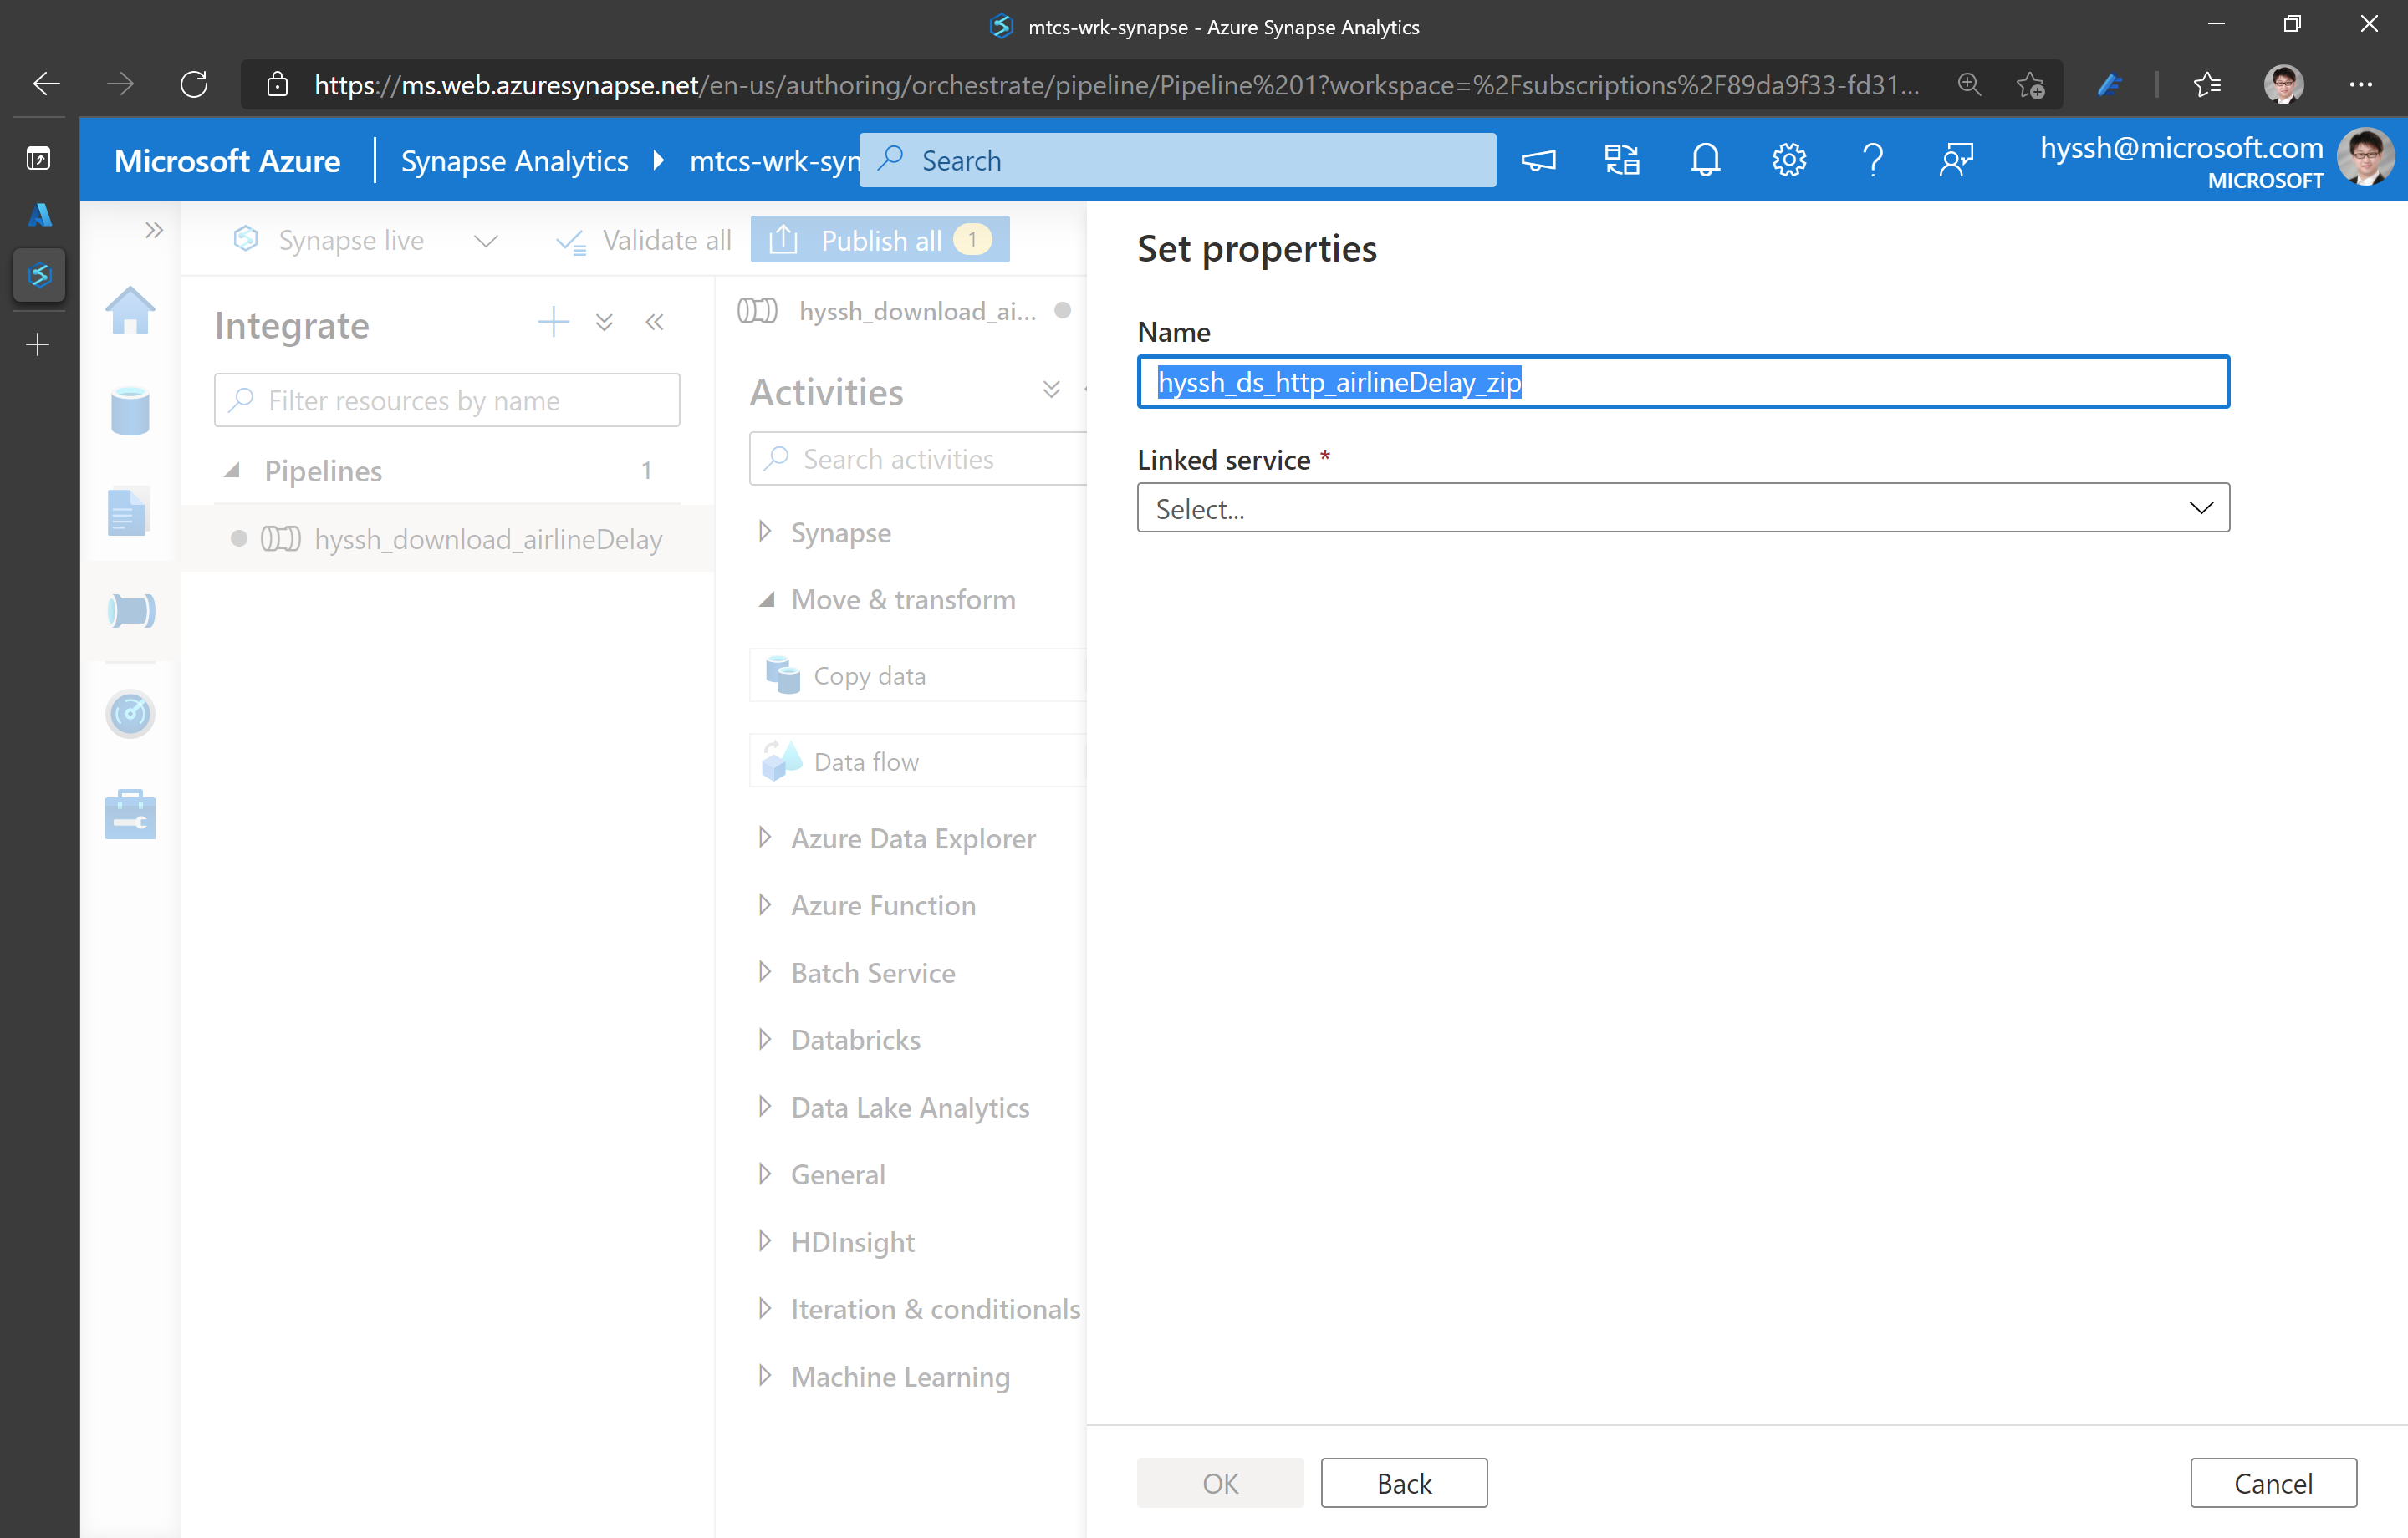 mtcs-wrk-synapse - Azure Synapse Analytics
https://ms.web.azuresynapse.net/en-us/authoring/orchestrate/pipeline/Pipeline%201?workspace=%2Fsubscriptions%2F89da9f33-fd31...
Microsoft Azure
Synapse Analytics
mtcs-wrk-syn
Search
hyssh@microsoft.com
MICROSOFT
Synapse live
Validate all
Publish all
1
Integrate
Filter resources by name
Pipelines
1
hyssh_download_airlineDelay
hyssh_download_ai...
Activities
Search activities
Synapse
Move & transform
Copy data
Data flow
Azure Data Explorer
Azure Function
Batch Service
Databricks
Data Lake Analytics
General
HDInsight
Iteration & conditionals
Machine Learning
Set properties
Name
hyssh_ds_http_airlineDelay_zip
Linked service *
Select...
OK
Back
Cancel